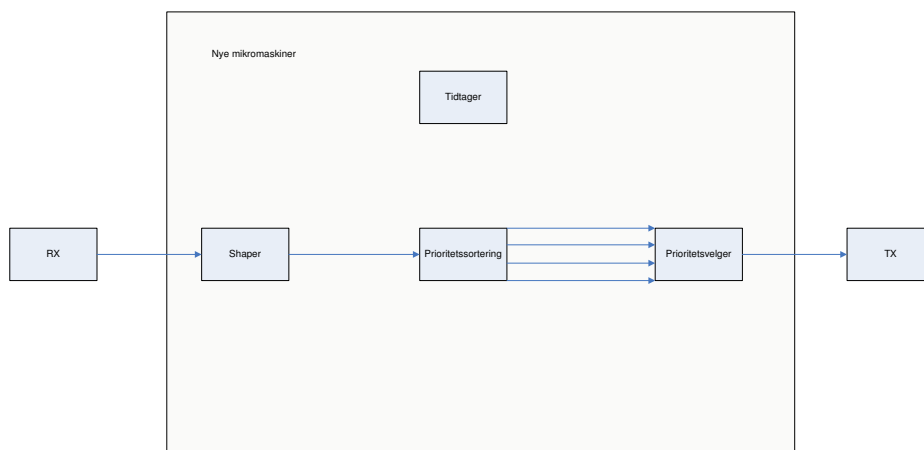 Nye mikromaskiner
Tidtager
RX
Shaper
Prioritetssortering
Prioritetsvelger
TX